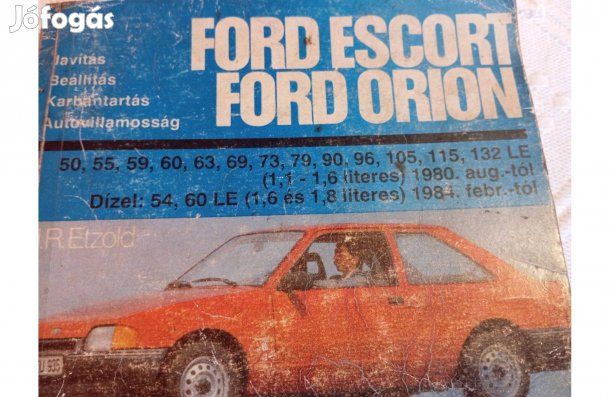 Jófogás
Javítás
Beállítás
Karbantartás
Autóvillamosság
FORD ESCORT
FORD ORION
50, 55, 59, 60, 63, 69, 73, 79, 90, 96, 105, 115, 132 LE
(1,1 - 1,6 literes) 1980. aug.-tól
Dízel: 54, 60 LE (1,6 és 1,8 literes) 1984. febr.-tól
.R. Etzold
U 935